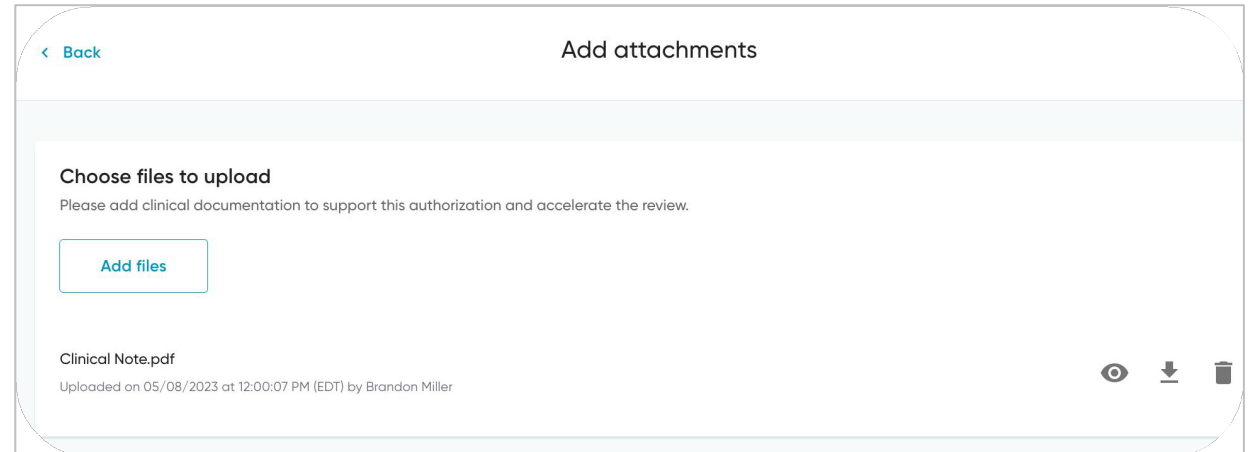 Back
Add attachments
Choose files to upload
Please add clinical documentation to support this authorization and accelerate the review.
Add files
Clinical Note.pdf
Uploaded on 05/08/2023 at 12:00:07 PM (EDT) by Brandon Miller